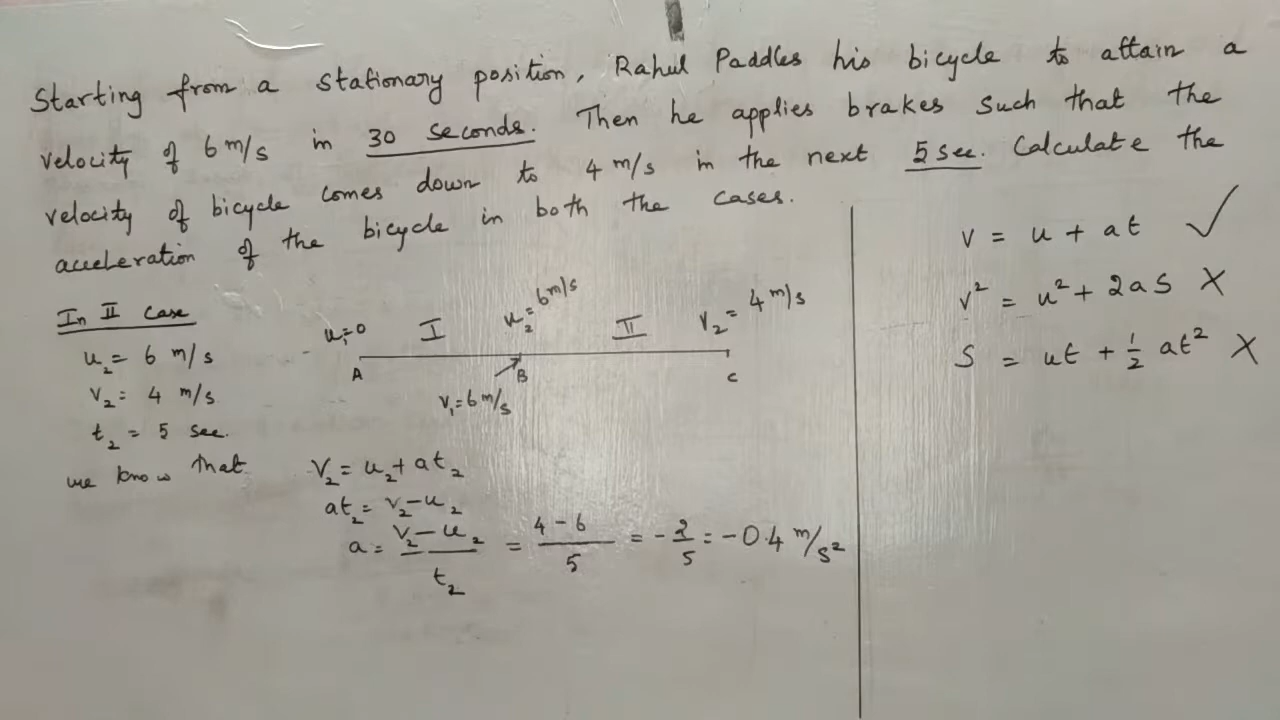 Starting from a stationary position, Rahul Paddles his bicycle to attain a
velocity of 6 m/s in 30 seconds. Then he applies brakes such that the
velocity of bicycle comes down to 4 m/s in the next 5 sec. Calculate the
acceleration of the bicycle in both the cases.
In II Case
u₂ = 6 m/s
v₂ = 4 m/s
t₂ = 5 sec.
we know that
u₁=0 I u₂ = 6 m/s II v₂ = 4 m/s
A B C
v₁=6 m/s
v₂ = u₂ + at₂
at₂ = v₂ - u₂
a = (v₂ - u₂)/t₂ = (4 - 6)/5 = -2/5 = -0.4 m/s²
v = u + at ✓
v² = u² + 2as X
S = ut + ½ at² X